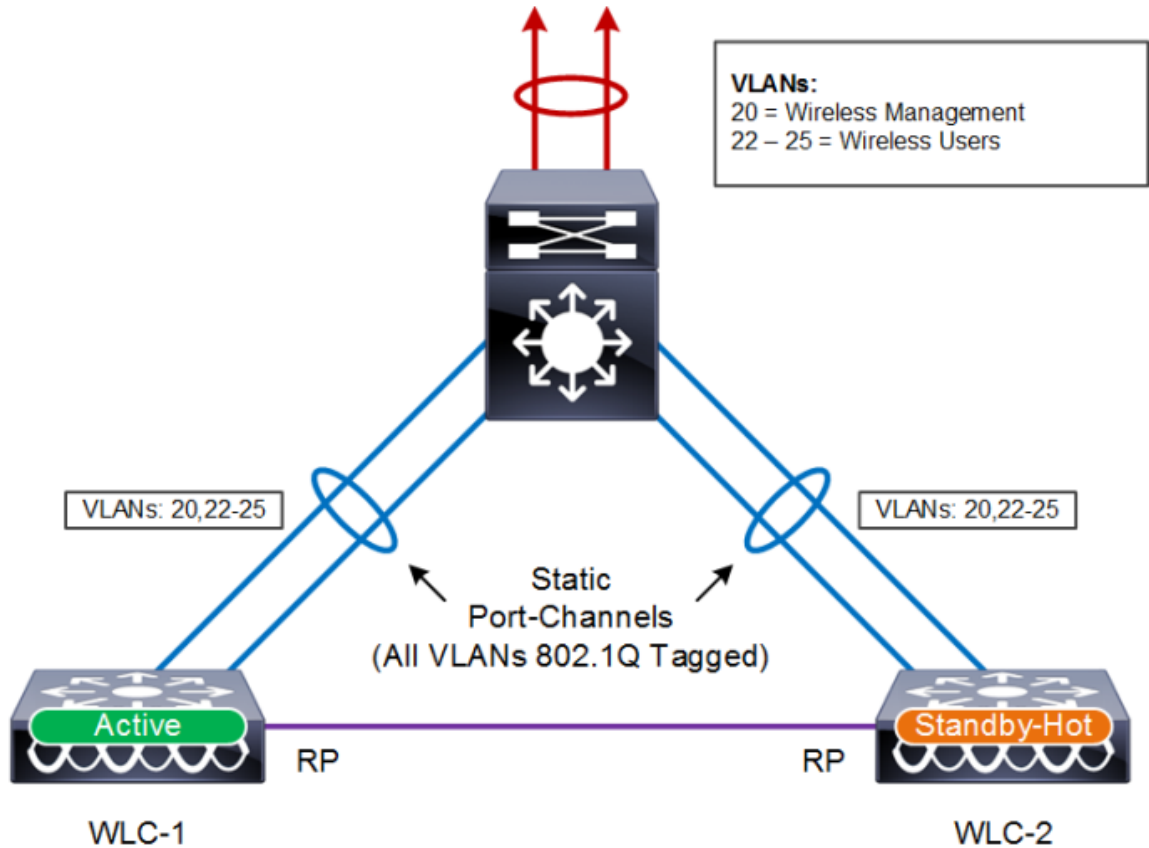 VLANs:
20 = Wireless Management
22 – 25 = Wireless Users
VLANs: 20,22-25
VLANs: 20,22-25
Static
Port-Channels
(All VLANs 802.1Q Tagged)
Active
Standby-Hot
RP
RP
WLC-1
WLC-2